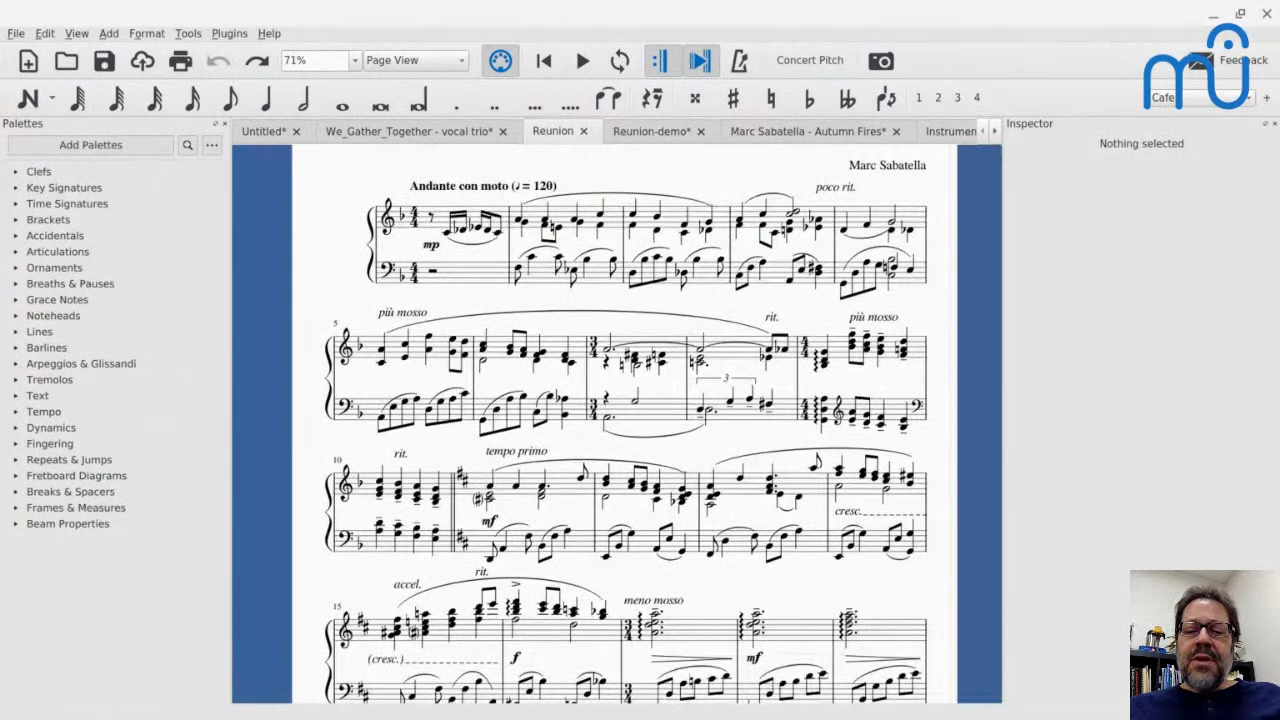 File Edit View Add Format Tools Plugins Help
71% Page View Concert Pitch Feedback
1 2 3 4
Palettes
Untitled* We_Gather_Together - vocal trio* Reunion Reunion-demo* Marc Sabatella - Autumn Fires* Instrumen
Inspector
Add Palettes
Nothing selected
Clefs
Key Signatures
Time Signatures
Brackets
Accidentals
Articulations
Ornaments
Breaths & Pauses
Grace Notes
Noteheads
Lines
Barlines
Arpeggios & Glissandi
Tremolos
Text
Tempo
Dynamics
Fingering
Repeats & Jumps
Fretboard Diagrams
Breaks & Spacers
Frames & Measures
Beam Properties
Marc Sabatella
Andante con moto (♩ = 120) poco rit.
mp
5 più mosso rit. più mosso
3
10 rit. tempo primo
mf cresc.
15 accel. rit. meno mosso
(cresc.) f mf